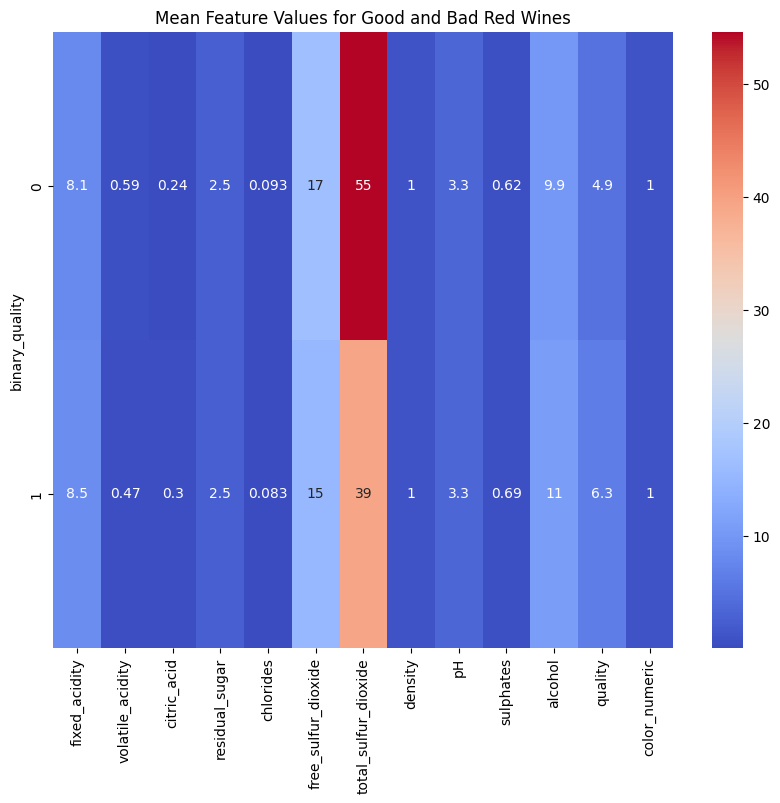 Mean Feature Values for Good and Bad Red Wines
binary_quality
0
8.1 0.59 0.24 2.5 0.093 17 55 1 3.3 0.62 9.9 4.9 1
1
8.5 0.47 0.3 2.5 0.083 15 39 1 3.3 0.69 11 6.3 1
fixed_acidity
volatile_acidity
citric_acid
residual_sugar
chlorides
free_sulfur_dioxide
total_sulfur_dioxide
density
pH
sulphates
alcohol
quality
color_numeric
50
40
30
20
10